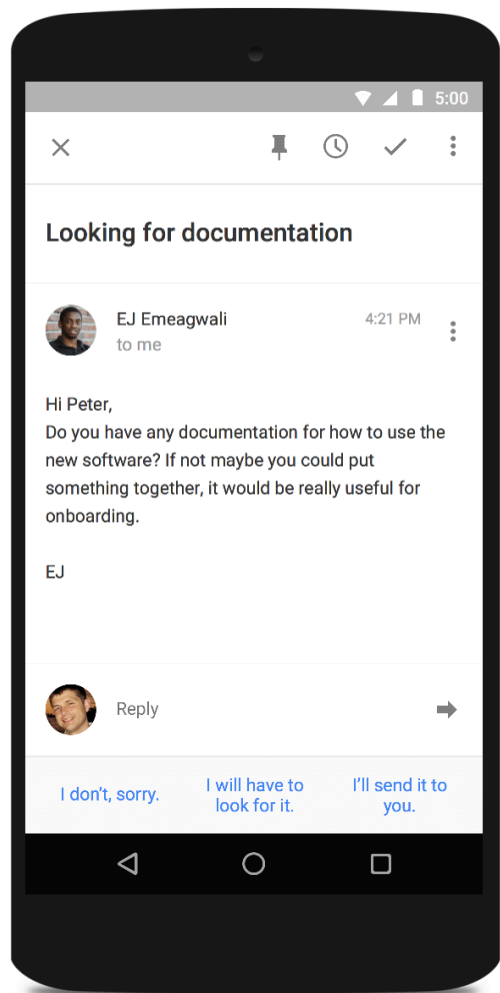 5:00
Looking for documentation
EJ Emeagwali
4:21 PM
to me
Hi Peter,
Do you have any documentation for how to use the
new software? If not maybe you could put
something together, it would be really useful for
onboarding.
EJ
Reply
I don't, sorry.
I will have to
look for it.
I'll send it to
you.